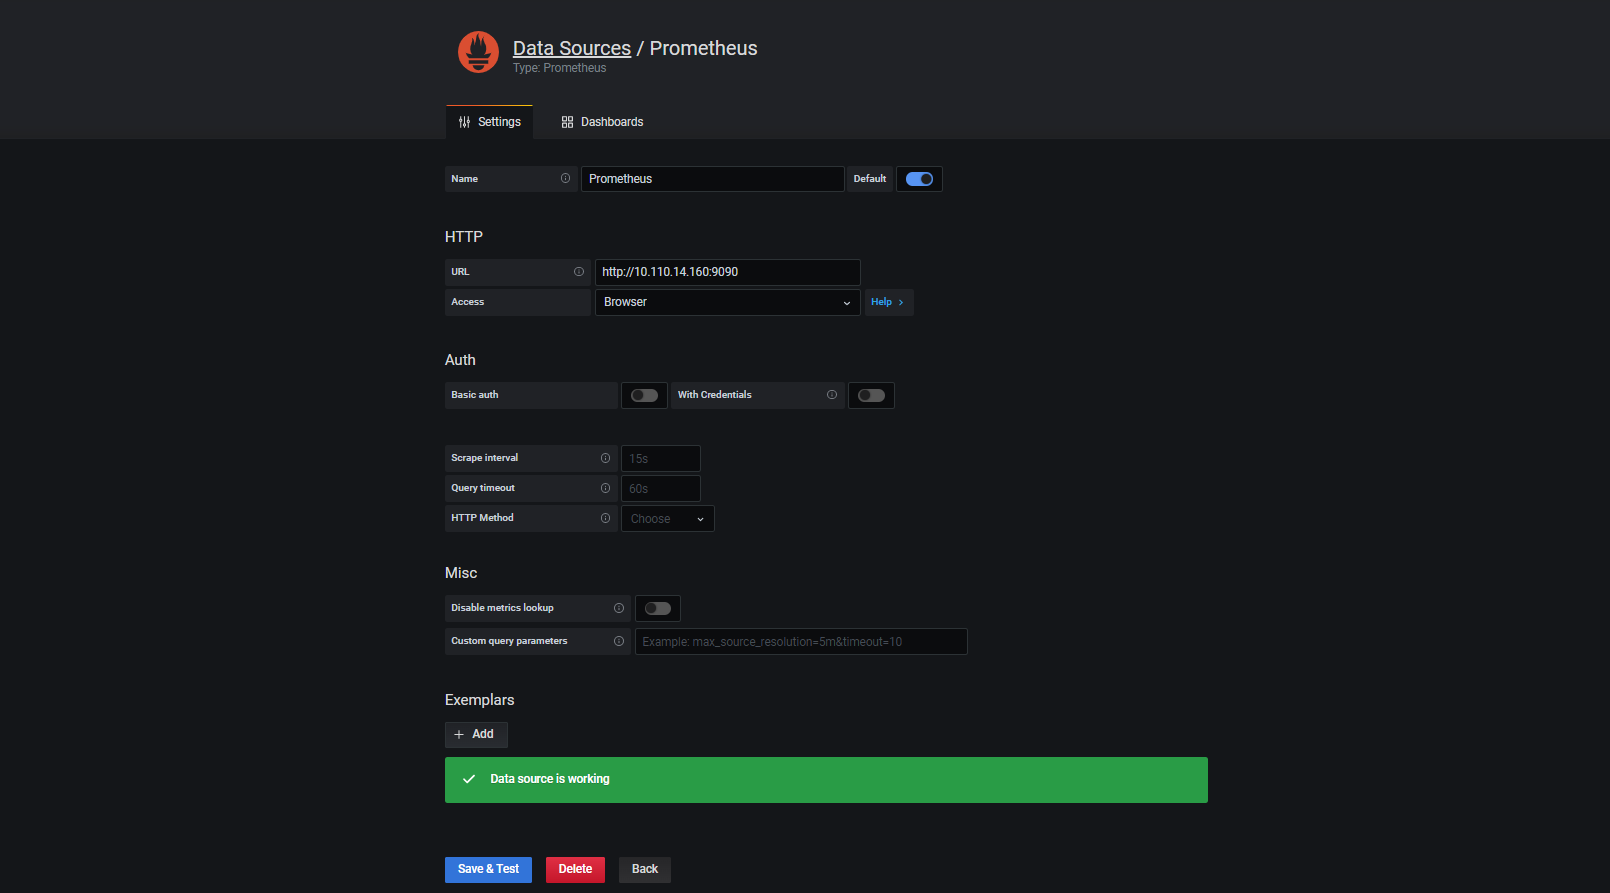 Data Sources / Prometheus
Type: Prometheus
Settings Dashboards
Name Prometheus Default
HTTP
URL http://10.110.14.160:9090
Access Browser Help
Auth
Basic auth With Credentials
Scrape interval 15s
Query timeout 60s
HTTP Method Choose
Misc
Disable metrics lookup
Custom query parameters Example: max_source_resolution=5m&timeout=10
Exemplars
+ Add
Data source is working
Save & Test Delete Back